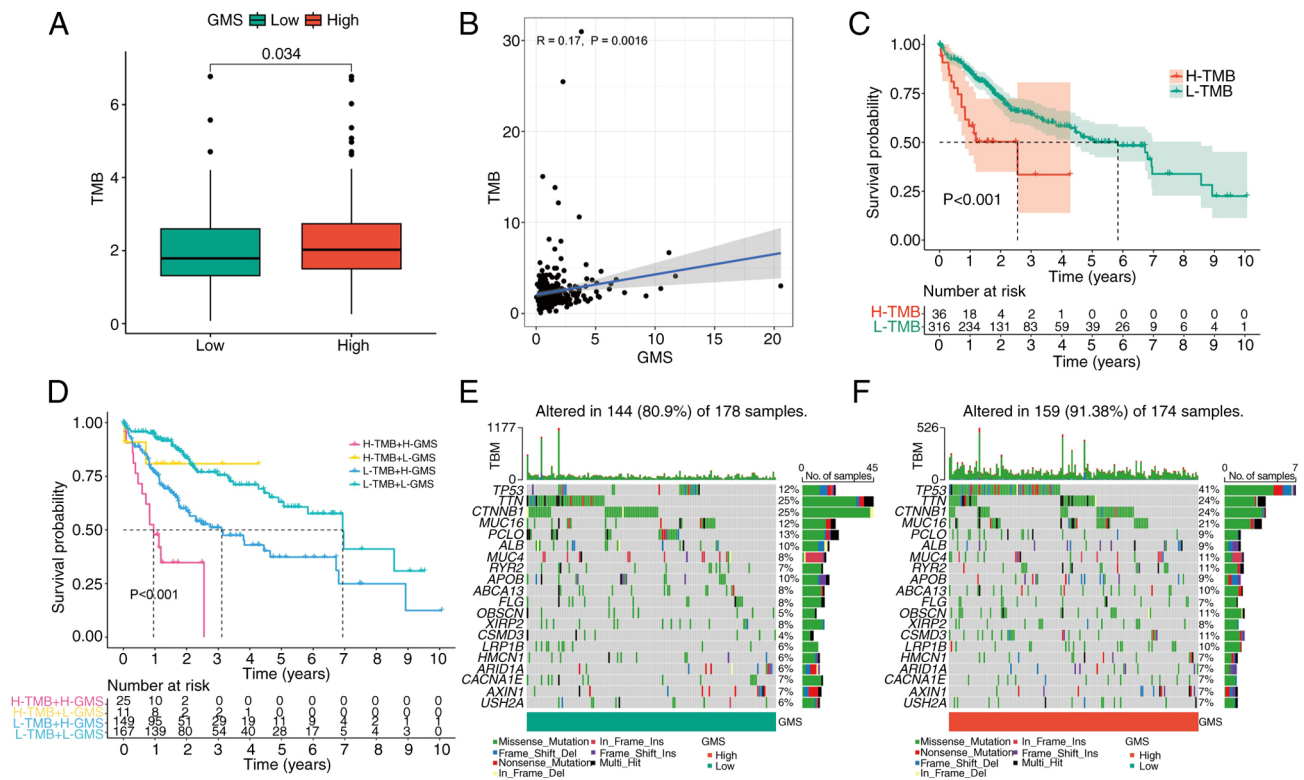 A
GMS Low High
0.034
TMB
6
4
2
0
Low High
B
R = 0.17, P = 0.0016
TMB
30
20
10
0
0 5 10 15 20
GMS
C
Survival probability
1.00
0.75
0.50
0.25
0.00
H-TMB
L-TMB
P<0.001
0 1 2 3 4 5 6 7 8 9 10
Time (years)
Number at risk
H-TMB 36 18 4 2 1 0 0 0 0 0 0
L-TMB 316 234 131 83 59 39 26 9 6 4 1
0 1 2 3 4 5 6 7 8 9 10
Time (years)
D
Survival probability
1.00
0.75
0.50
0.25
0.00
H-TMB+H-GMS
H-TMB+L-GMS
L-TMB+H-GMS
L-TMB+L-GMS
P<0.001
0 1 2 3 4 5 6 7 8 9 10
Time (years)
Number at risk
H-TMB+H-GMS 25 10 2 0 0 0 0 0 0 0 0
H-TMB+L-GMS 11 8 2 2 0 0 0 0 0 0
L-TMB+H-GMS 149 95 51 29 19 11 9 4 2 1 1
L-TMB+L-GMS 167 139 80 54 40 28 17 5 4 3 0
0 1 2 3 4 5 6 7 8 9 10
Time (years)
E
Altered in 144 (80.9%) of 178 samples.
TBM
1177
0
0 45
No. of samples
TP53 12%
TTN 25%
CTNNB1 25%
MUC16 12%
PCLO 13%
ALB 10%
MUC4 8%
RYR2 7%
APOB 10%
ABCA13 8%
FLG 8%
OBSCN 5%
XIRP2 8%
CSMD3 4%
LRP1B 6%
HMCN1 6%
ARID1A 6%
CACNA1E 7%
AXIN1 7%
USH2A 6%
GMS
Missense_Mutation In_Frame_Ins GMS
Frame_Shift_Del Frame_Shift_Ins High
Nonsense_Mutation Multi_Hit Low
In_Frame_Del
F
Altered in 159 (91.38%) of 174 samples.
TBM
526
0
0 7
No. of samples
TP53 41%
TTN 24%
CTNNB1 24%
MUC16 21%
PCLO 9%
ALB 9%
MUC4 11%
RYR2 11%
APOB 9%
ABCA13 10%
FLG 7%
OBSCN 11%
XIRP2 8%
CSMD3 11%
LRP1B 10%
HMCN1 7%
ARID1A 7%
CACNA1E 7%
AXIN1 7%
USH2A 7%
GMS
Missense_Mutation In_Frame_Ins GMS
Nonsense_Mutation Frame_Shift_Ins High
Frame_Shift_Del Multi_Hit Low
In_Frame_Del